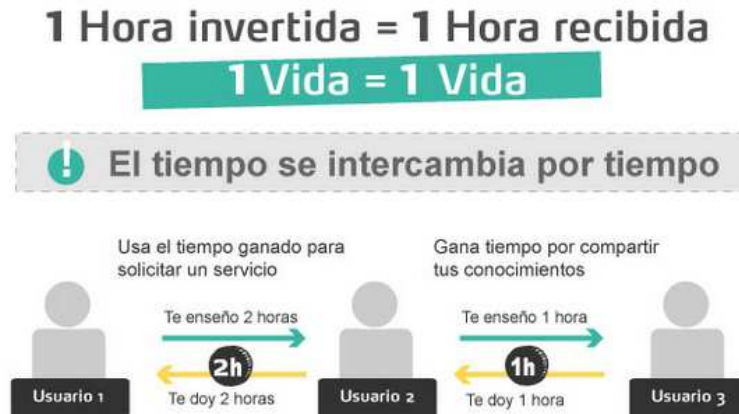 1 Hora invertida = 1 Hora recibida
1 Vida = 1 Vida
! El tiempo se intercambia por tiempo
Usa el tiempo ganado para
solicitar un servicio
Gana tiempo por compartir
tus conocimientos
Te enseño 2 horas
Te enseño 1 hora
2h
1h
Te doy 2 horas
Te doy 1 hora
Usuario 1
Usuario 2
Usuario 3